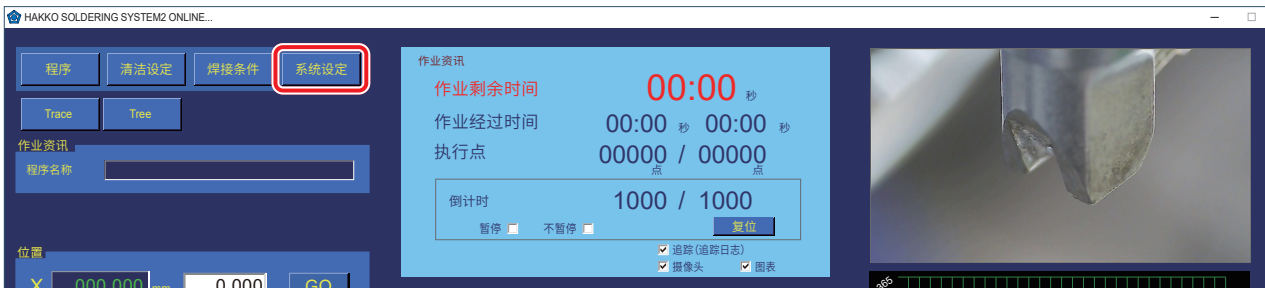 HAKKO SOLDERING SYSTEM2 ONLINE...
程序 清洁设定 焊接条件 系统设定
Trace Tree
作业资讯
程序名称
位置
X 000.000 mm 0.000 GO
作业资讯
作业剩余时间 00:00 秒
作业经过时间 00:00 秒 00:00 秒
执行点 00000 / 00000
点 点
倒计时 1000 / 1000
暂停 不暂停 复位
追踪(追踪日志)
摄像头 图表
365